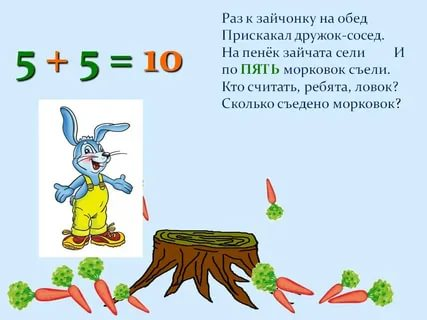 5 + 5 = 10
Раз к зайчонку на обед
Прискакал дружок-сосед.
На пенёк зайчата сели И
по ПЯТЬ морковок съели.
Кто считать, ребята, ловок?
Сколько съедено морковок?